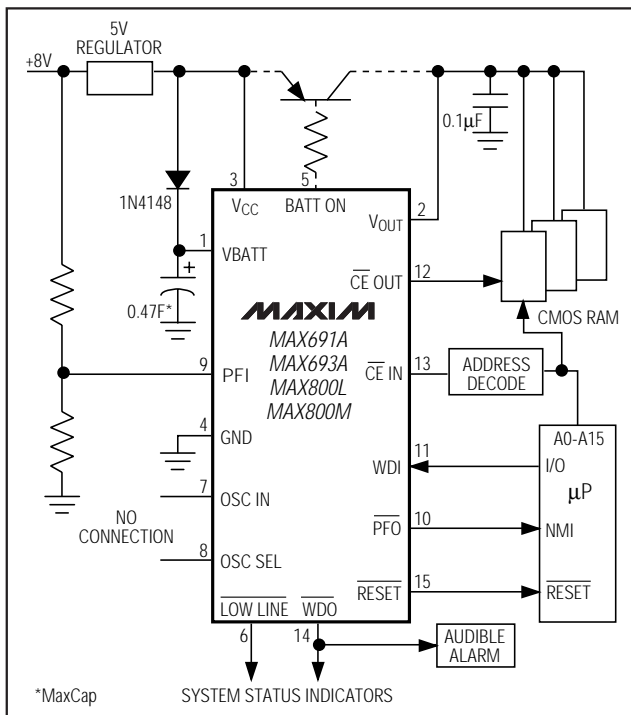 5V
REGULATOR
+8V
0.1µF
3
5
1N4148
VCC
BATT ON
VOUT
2
1
VBATT
CE OUT
12
0.47F*
MAXIM
CMOS RAM
MAX691A
MAX693A
MAX800L
MAX800M
9
PFI
CE IN
13
ADDRESS
DECODE
4
GND
A0-A15
WDI
11
I/O
µP
7
OSC IN
NO
CONNECTION
PFO
10
NMI
8
OSC SEL
RESET
15
RESET
LOW LINE
WDO
6
14
AUDIBLE
ALARM
*MaxCap
SYSTEM STATUS INDICATORS